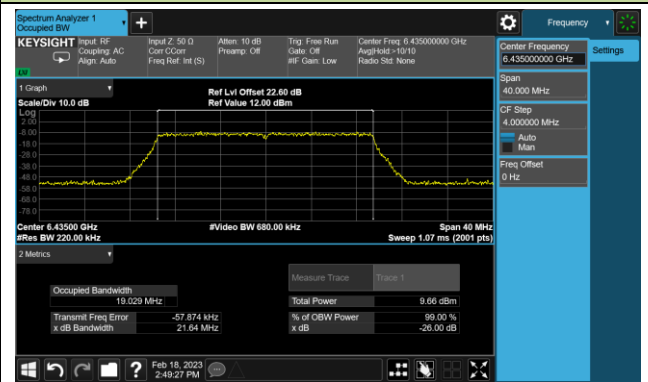 Spectrum Analyzer 1
Occupied BW
Frequency
KEYSIGHT
Input: RF
Coupling: AC
Align: Auto
Input Z: 50 Ω
Corr CCorr
Freq Ref: Int (S)
Atten: 10 dB
Preamp: Off
Trig: Free Run
Gate: Off
#IF Gain: Low
Center Freq: 6.435000000 GHz
Avg|Hold:>10/10
Radio Std: None
Center Frequency
6.435000000 GHz
Settings
Span
40.000 MHz
CF Step
4.000000 MHz
Auto
Man
Freq Offset
0 Hz
1 Graph
Scale/Div 10.0 dB
Ref Lvl Offset 22.60 dB
Ref Value 12.00 dBm
Log
2.00
-8.00
-18.0
-28.0
-38.0
-48.0
-58.0
-68.0
-78.0
Center 6.43500 GHz
#Res BW 220.00 kHz
#Video BW 680.00 kHz
Span 40 MHz
Sweep 1.07 ms (2001 pts)
2 Metrics
Measure Trace
Trace 1
Occupied Bandwidth
19.029 MHz
Total Power
9.66 dBm
Transmit Freq Error
-57.874 kHz
% of OBW Power
99.00 %
x dB Bandwidth
21.64 MHz
x dB
-26.00 dB
Feb 18, 2023
2:49:27 PM